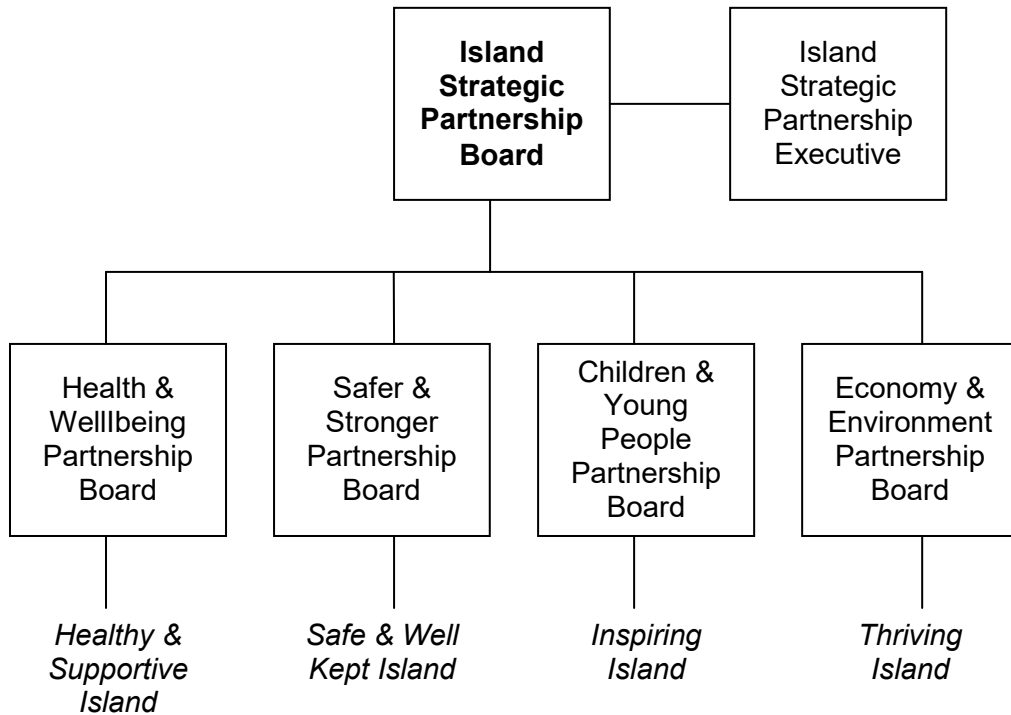 Island
Strategic
Partnership
Board
Island
Strategic
Partnership
Executive
Health &
WellIbeing
Partnership
Board
Safer &
Stronger
Partnership
Board
Children &
Young
People
Partnership
Board
Economy &
Environment
Partnership
Board
Healthy &
Supportive
Island
Safe & Well
Kept Island
Inspiring
Island
Thriving
Island